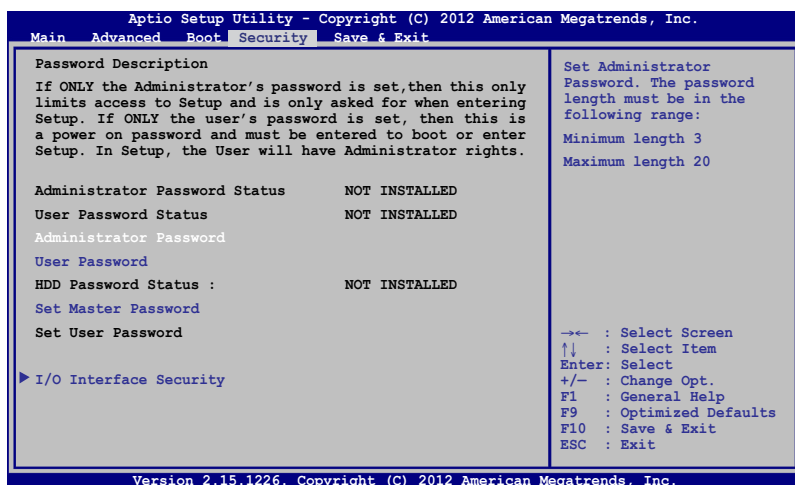 Aptio Setup Utility - Copyright (C) 2012 American Megatrends, Inc.
Main Advanced Boot Security Save & Exit
Password Description
If ONLY the Administrator's password is set,then this only
limits access to Setup and is only asked for when entering
Setup. If ONLY the user's password is set, then this is
a power on password and must be entered to boot or enter
Setup. In Setup, the User will have Administrator rights.
Administrator Password Status NOT INSTALLED
User Password Status NOT INSTALLED
Administrator Password
User Password
HDD Password Status : NOT INSTALLED
Set Master Password
Set User Password
▶ I/O Interface Security
Set Administrator
Password. The password
length must be in the
following range:
Minimum length 3
Maximum length 20
→← : Select Screen
↑↓ : Select Item
Enter: Select
+/— : Change Opt.
F1 : General Help
F9 : Optimized Defaults
F10 : Save & Exit
ESC : Exit
Version 2.15.1226. Copyright (C) 2012 American Megatrends, Inc.